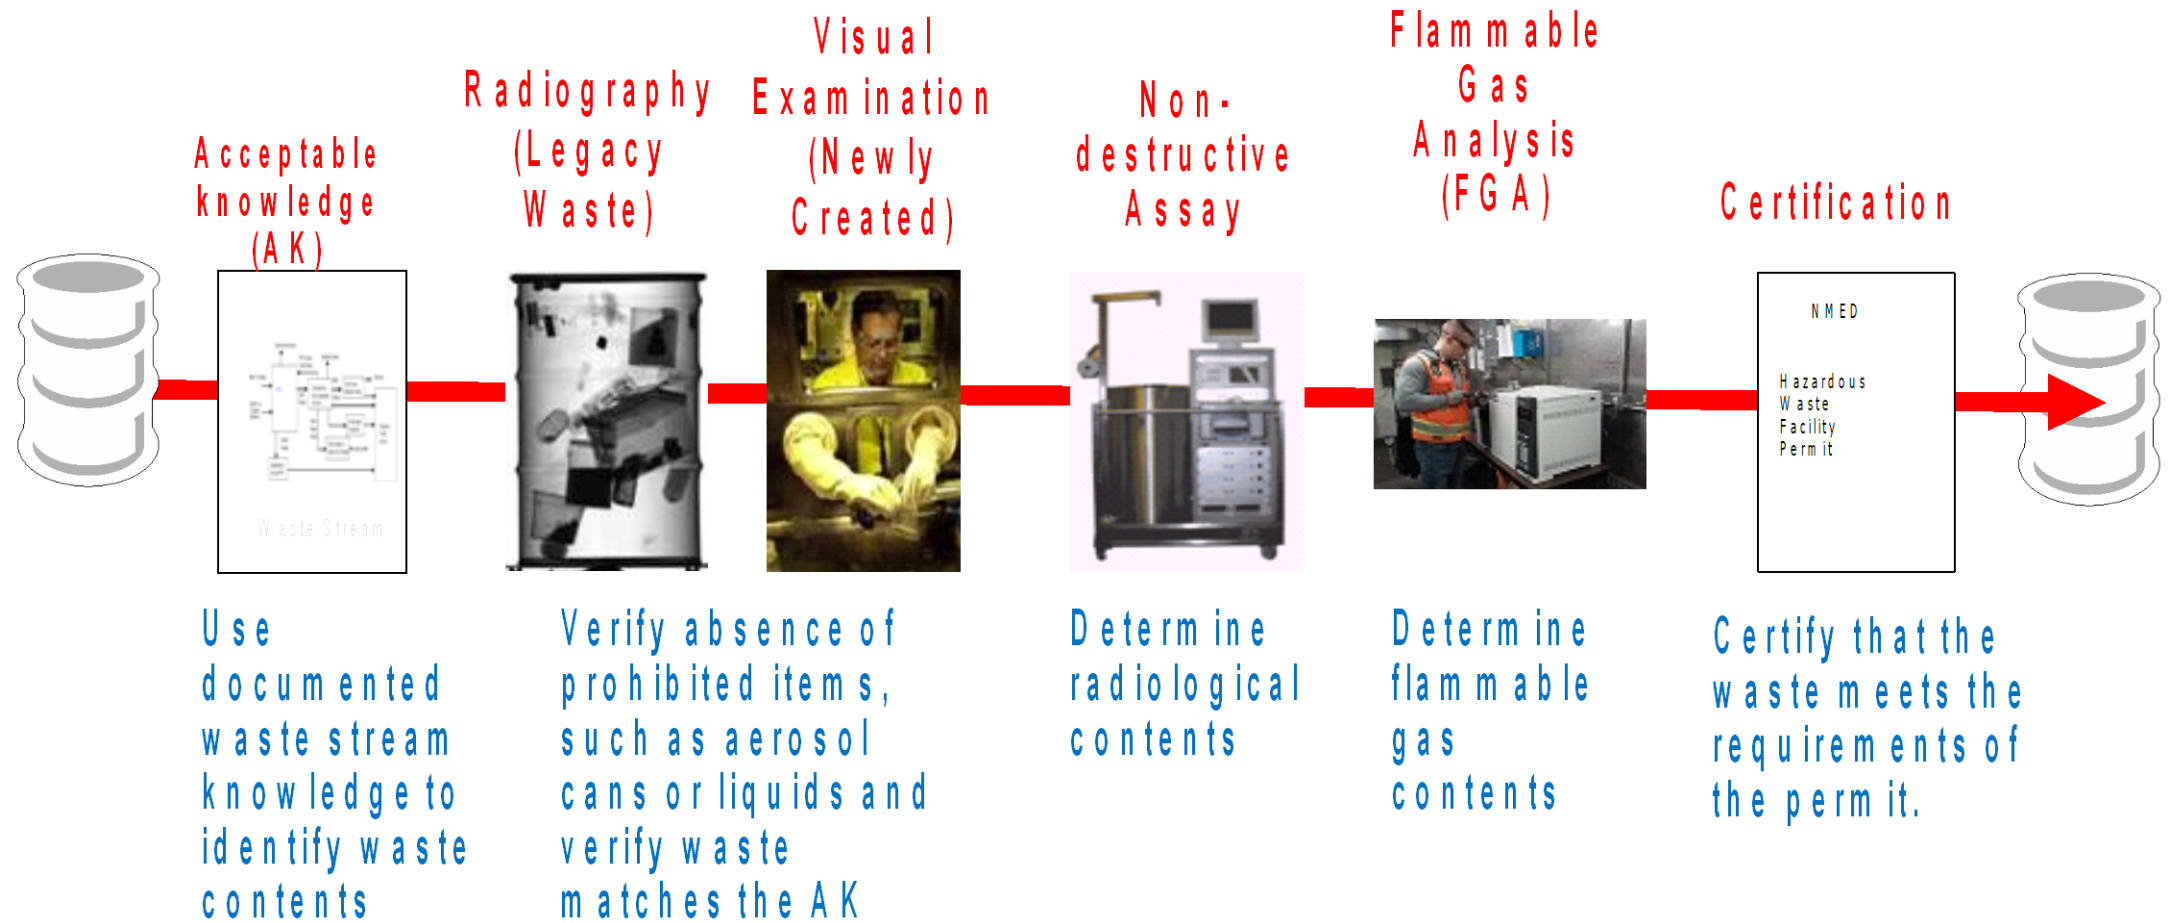 Acceptable
knowledge
(AK)
Radiography
(Legacy
Waste)
Visual
Examination
(Newly
Created)
Non-
destructive
Assay
Flammable
Gas
Analysis
(FGA)
Certification
Waste Stream
NMED
Hazardous
Waste
Facility
Permit
Use
documented
waste stream
knowledge to
identify waste
contents
Verify absence of
prohibited items,
such as aerosol
cans or liquids and
verify waste
matches the AK
Determine
radiological
contents
Determine
flammable
gas
contents
Certify that the
waste meets the
requirements of
the permit.